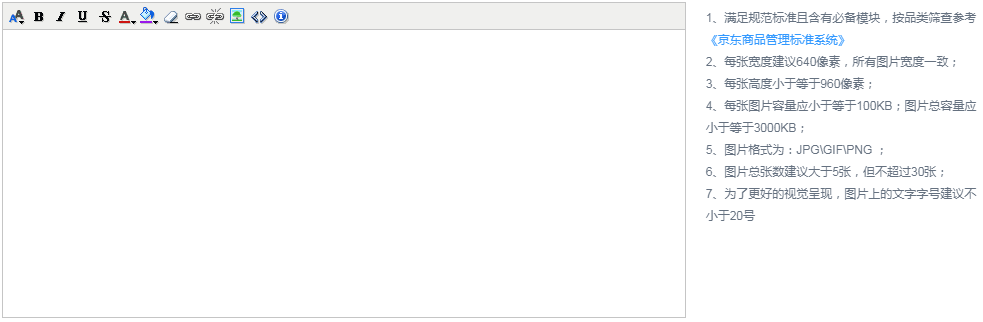 1、满足规范标准且含有必备模块，按品类筛查参考
《京东商品管理标准系统》
2、每张宽度建议640像素，所有图片宽度一致；
3、每张高度小于等于960像素；
4、每张图片容量应小于等于100KB；图片总容量应
小于等于3000KB；
5、图片格式为：JPG\GIF\PNG ；
6、图片总张数建议大于5张，但不超过30张；
7、为了更好的视觉呈现，图片上的文字字号建议不
小于20号